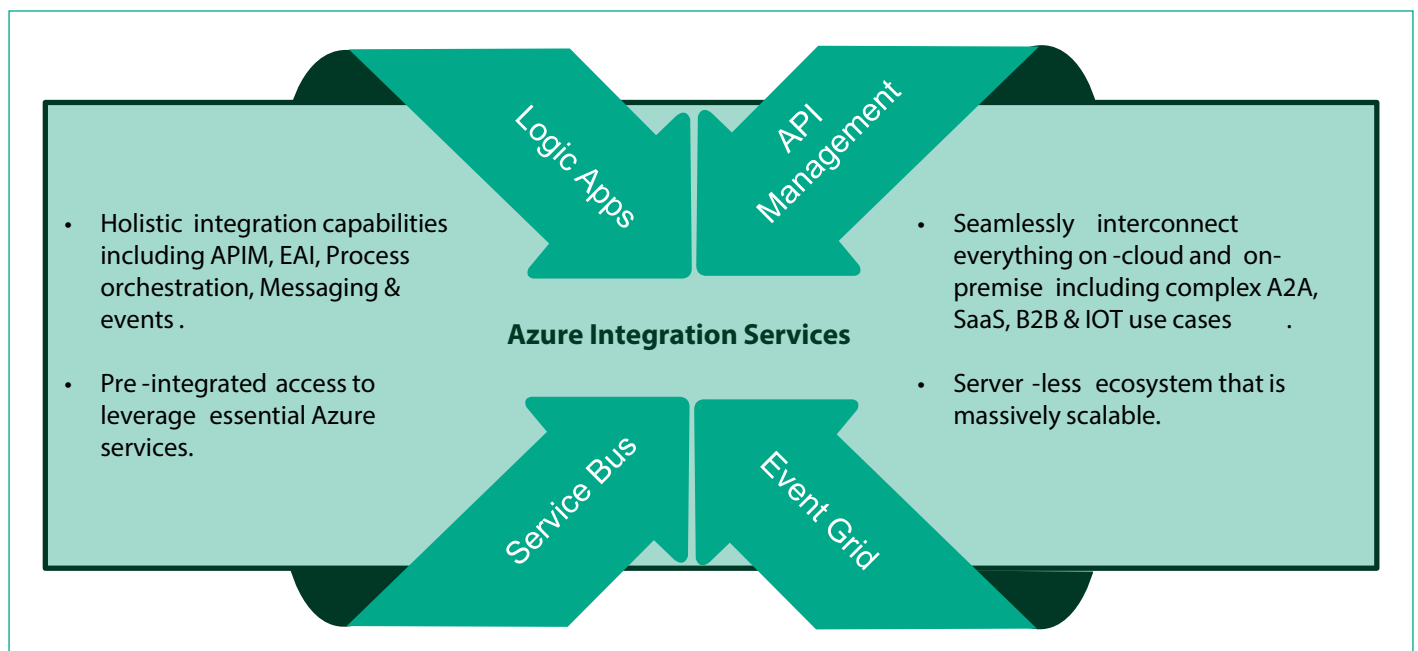 Logic Apps
API
Management
• Holistic integration capabilities
including APIM, EAI, Process
orchestration, Messaging &
events .
• Pre -integrated access to
leverage essential Azure
services.
Azure Integration Services
• Seamlessly interconnect
everything on -cloud and on-
premise including complex A2A,
SaaS, B2B & IOT use cases .
• Server -less ecosystem that is
massively scalable.
Service Bus
Event Grid